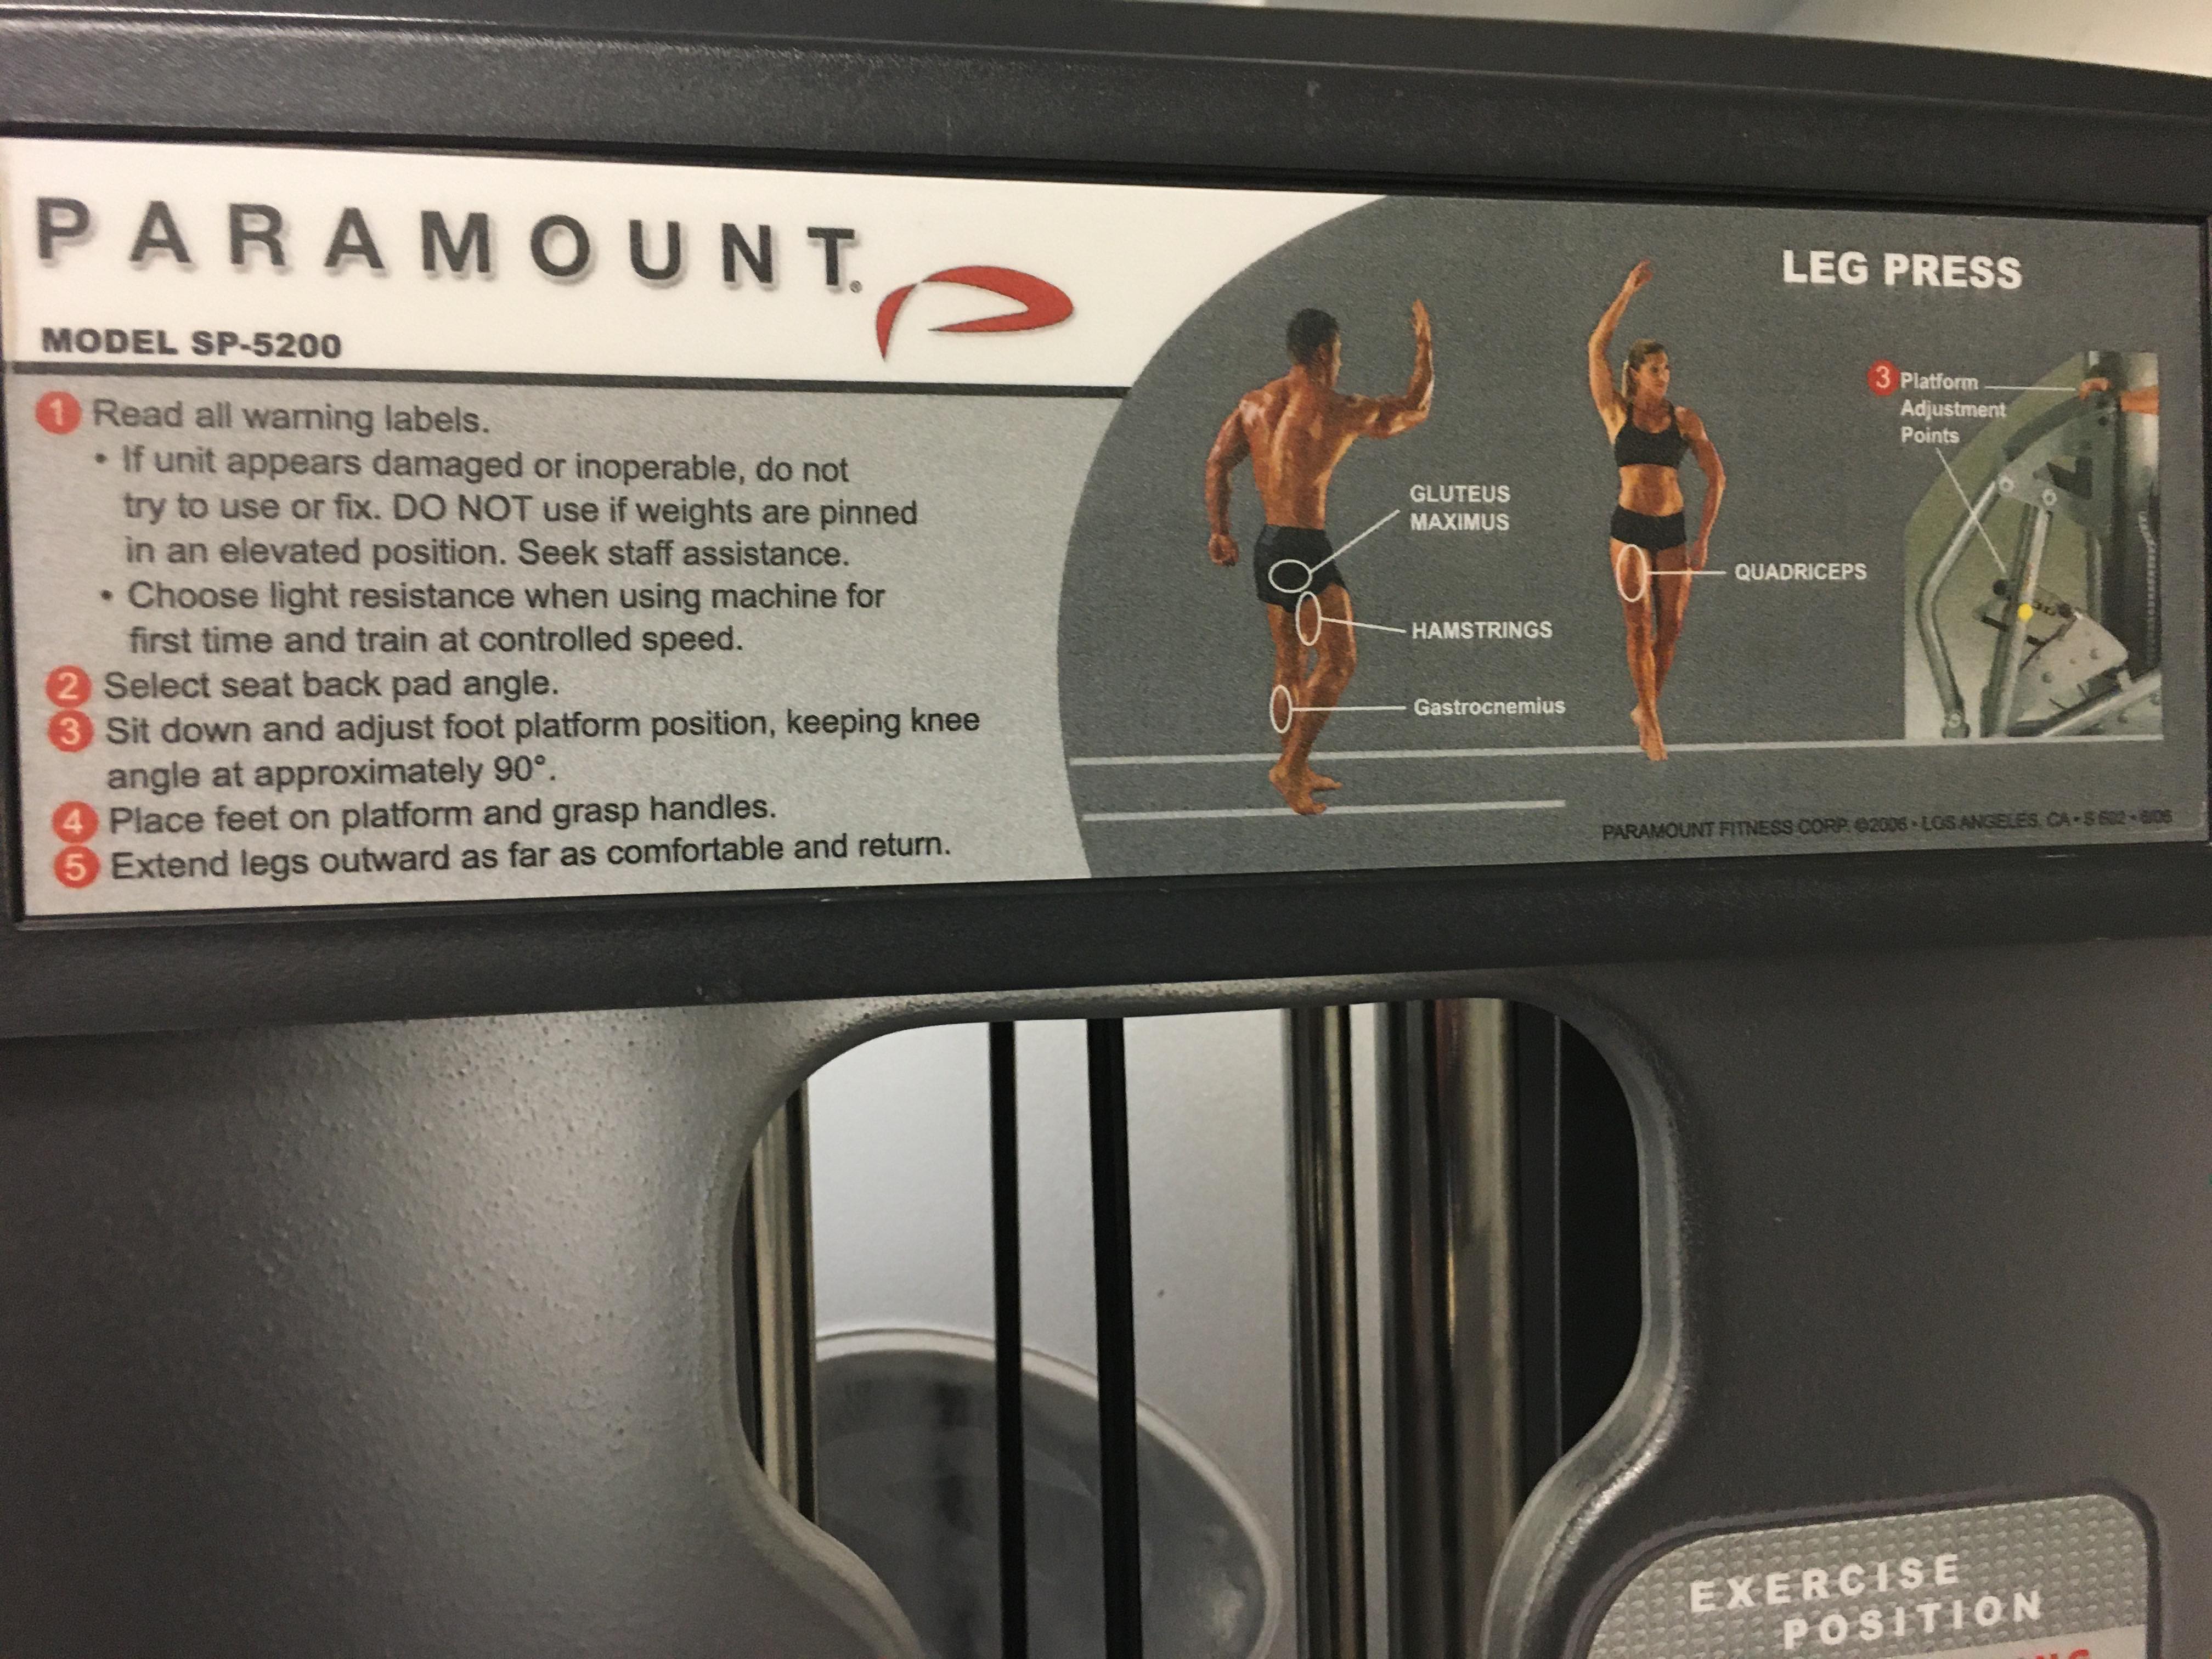 PARAMOUNT®
MODEL SP-5200
1 Read all warning labels.
• If unit appears damaged or inoperable, do not
try to use or fix. DO NOT use if weights are pinned
in an elevated position. Seek staff assistance.
• Choose light resistance when using machine for
first time and train at controlled speed.
2 Select seat back pad angle.
3 Sit down and adjust foot platform position, keeping knee
angle at approximately 90°.
4 Place feet on platform and grasp handles.
5 Extend legs outward as far as comfortable and return.
LEG PRESS
GLUTEUS
MAXIMUS
HAMSTRINGS
Gastrocnemius
QUADRICEPS
3 Platform
Adjustment
Points
PARAMOUNT FITNESS CORP. ©2006 • LOS ANGELES, CA •
EXERCISE
POSITION